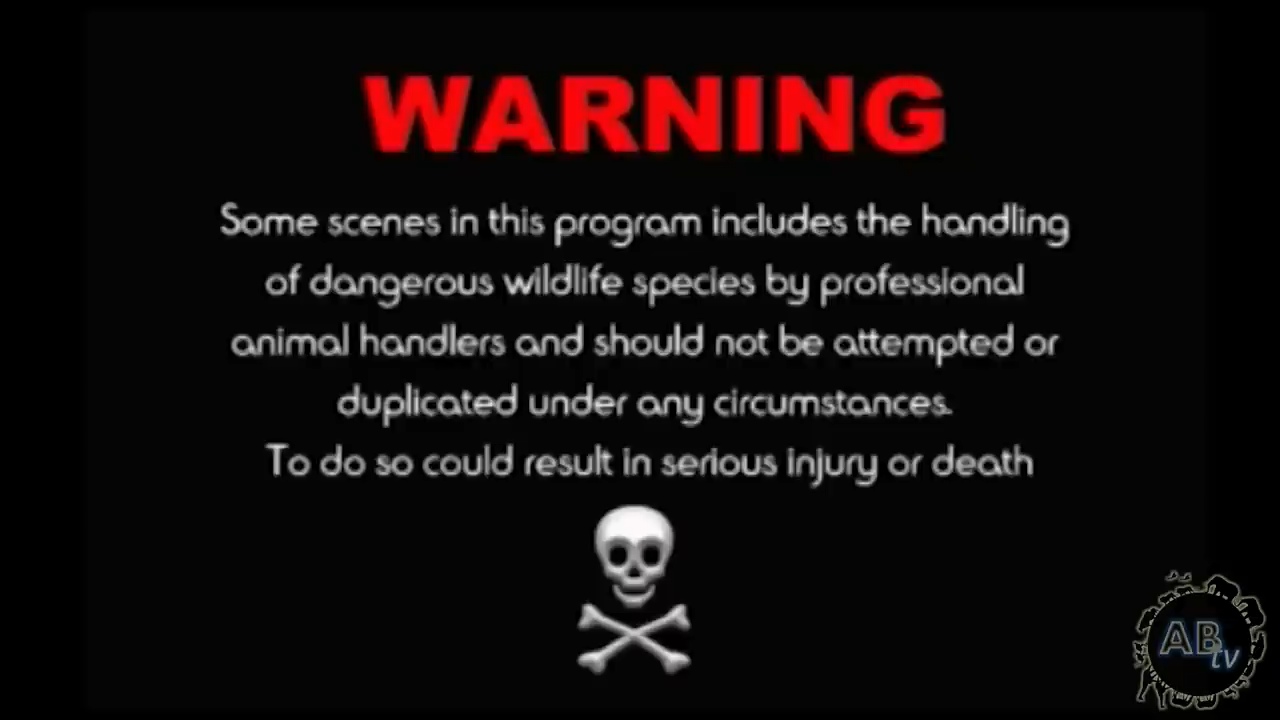 WARNING
Some scenes in this program includes the handling
of dangerous wildlife species by professional
animal handlers and should not be attempted or
duplicated under any circumstances.
To do so could result in serious injury or death
ABtv